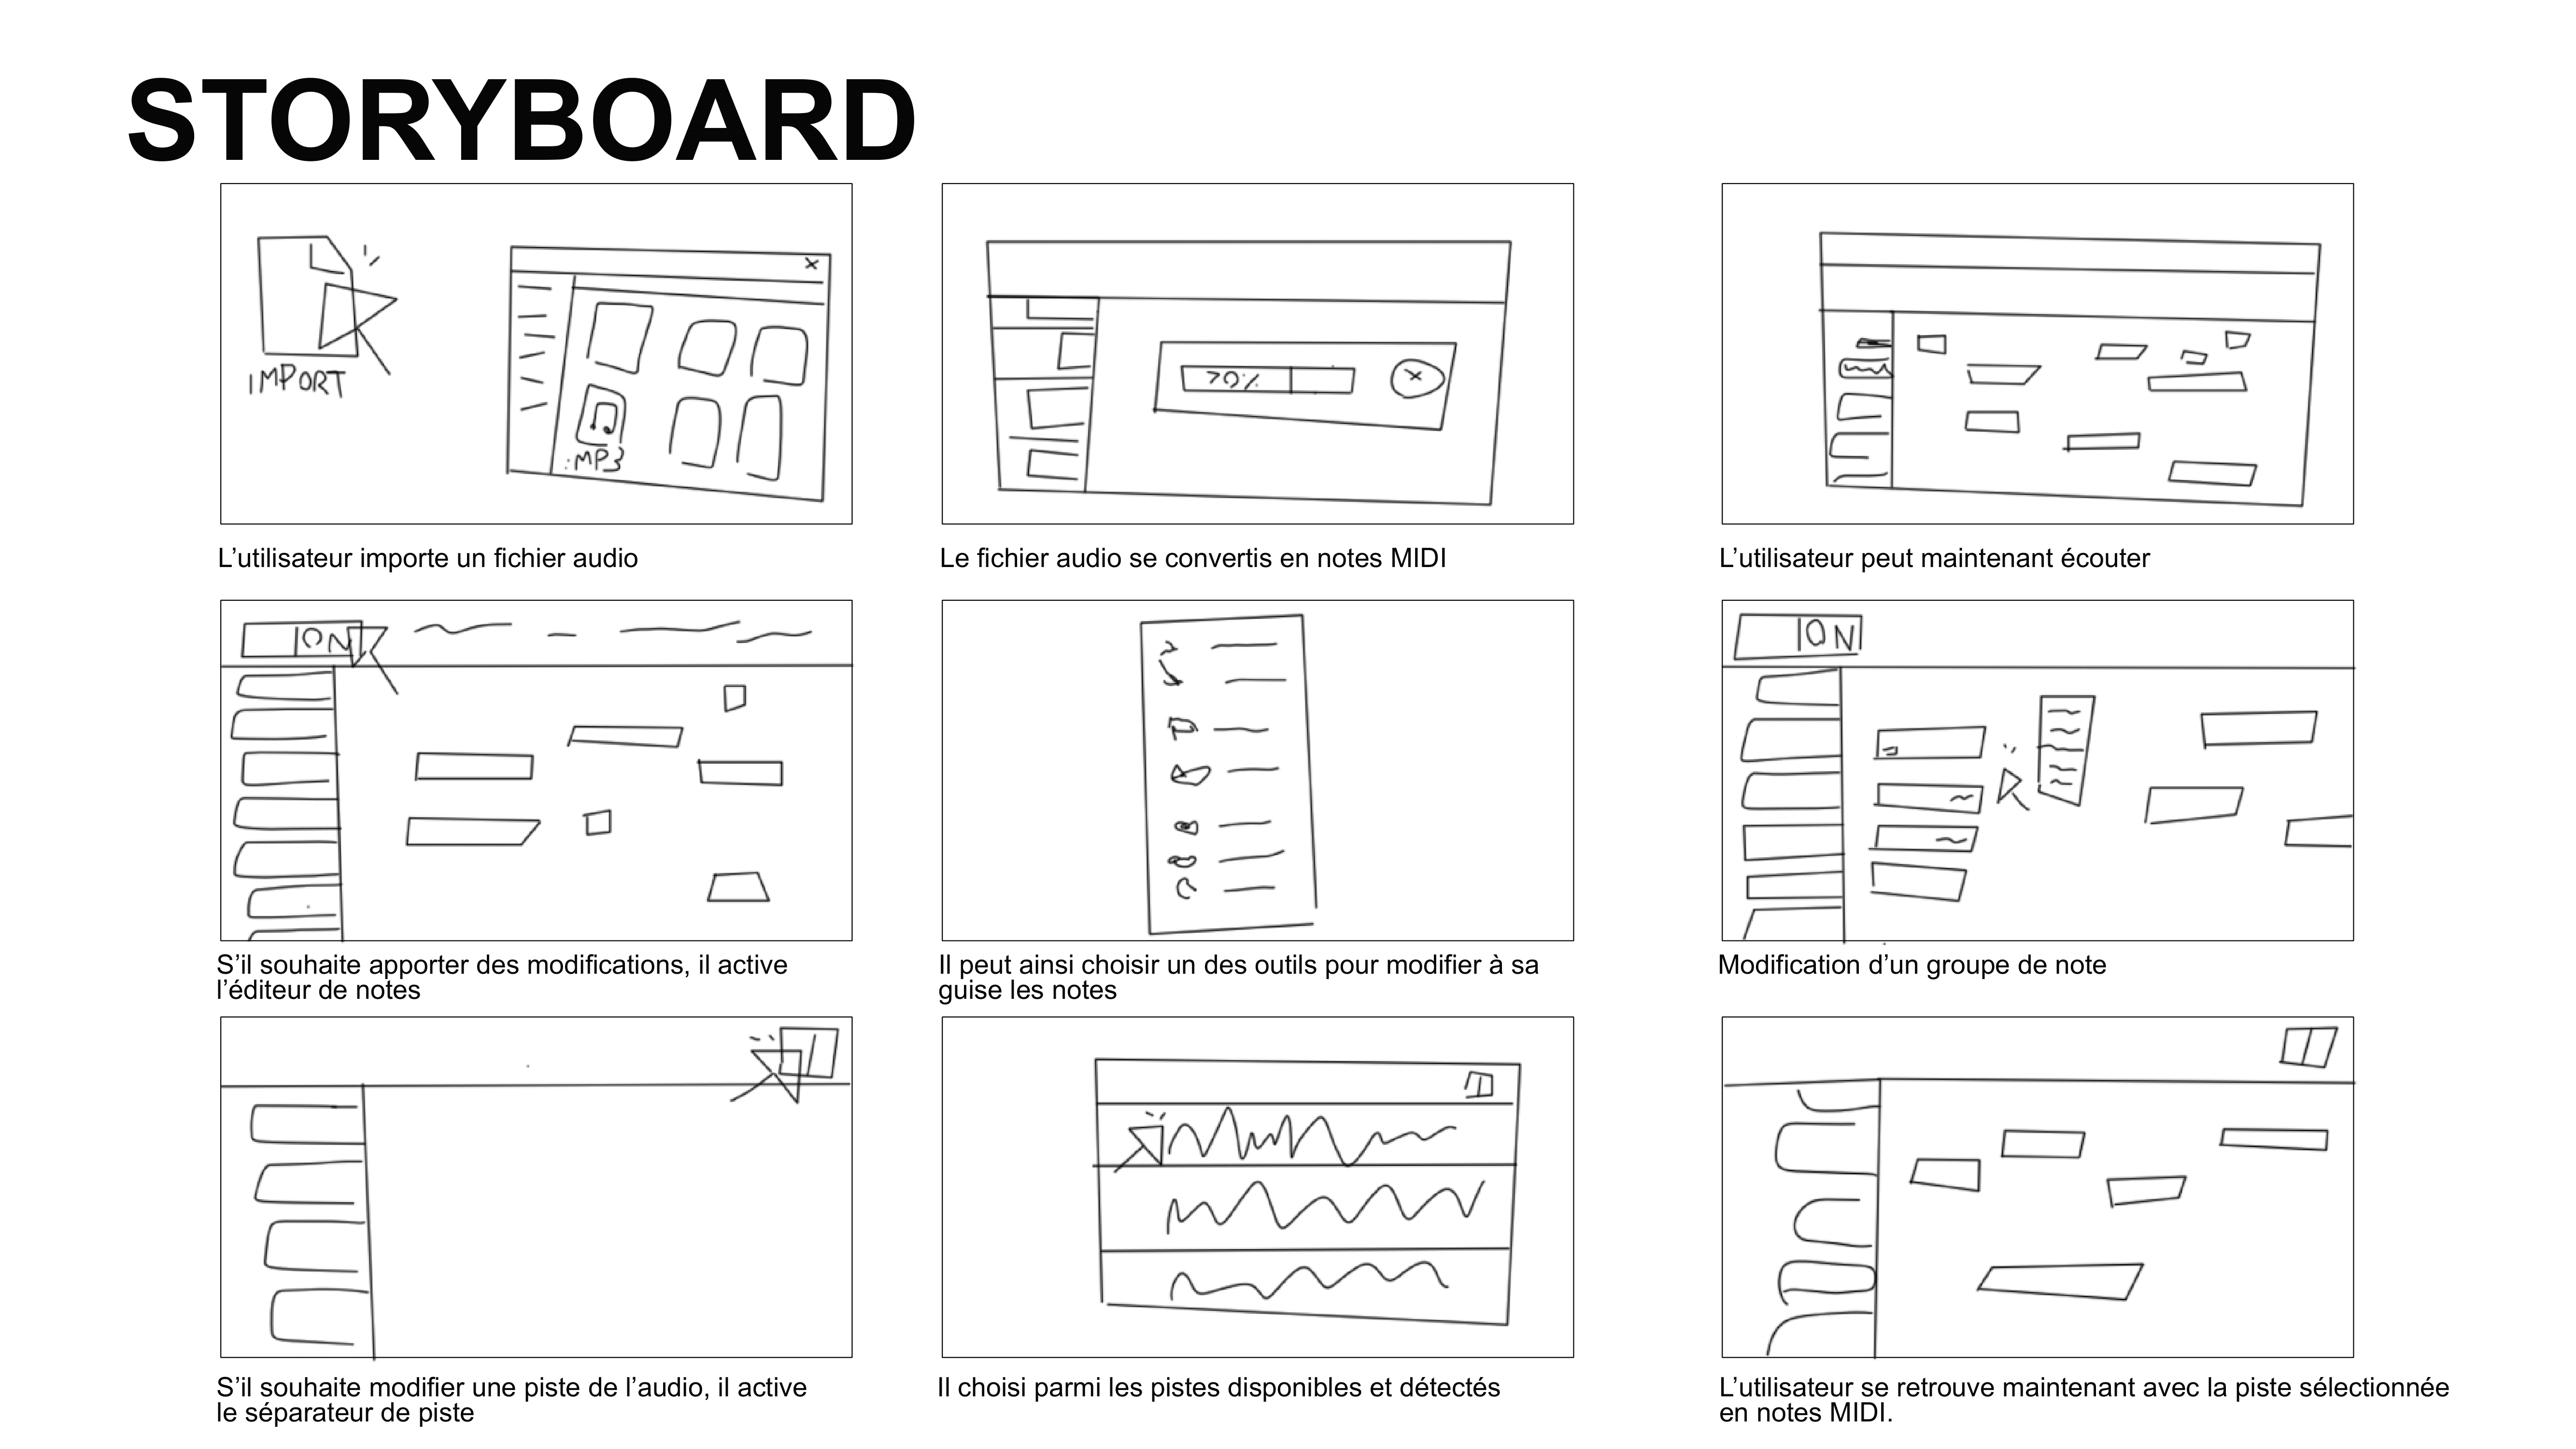 STORYBOARD
IMPORT
:MP3
70%
L’utilisateur importe un fichier audio
Le fichier audio se convertis en notes MIDI
L’utilisateur peut maintenant écouter
ON
ON
S’il souhaite apporter des modifications, il active
l’éditeur de notes
Il peut ainsi choisir un des outils pour modifier à sa
guise les notes
Modification d’un groupe de note
S’il souhaite modifier une piste de l’audio, il active
le séparateur de piste
Il choisi parmi les pistes disponibles et détectés
L’utilisateur se retrouve maintenant avec la piste sélectionnée
en notes MIDI.